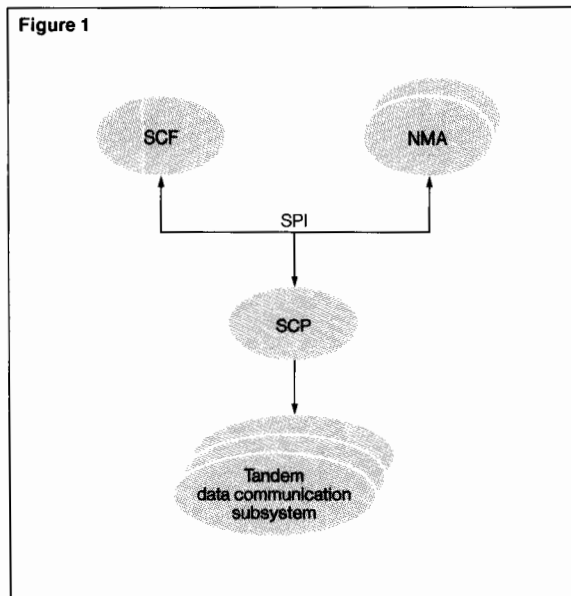 Figure 1
SCF
NMA
SPI
SCP
Tandem
data communication
subsystem